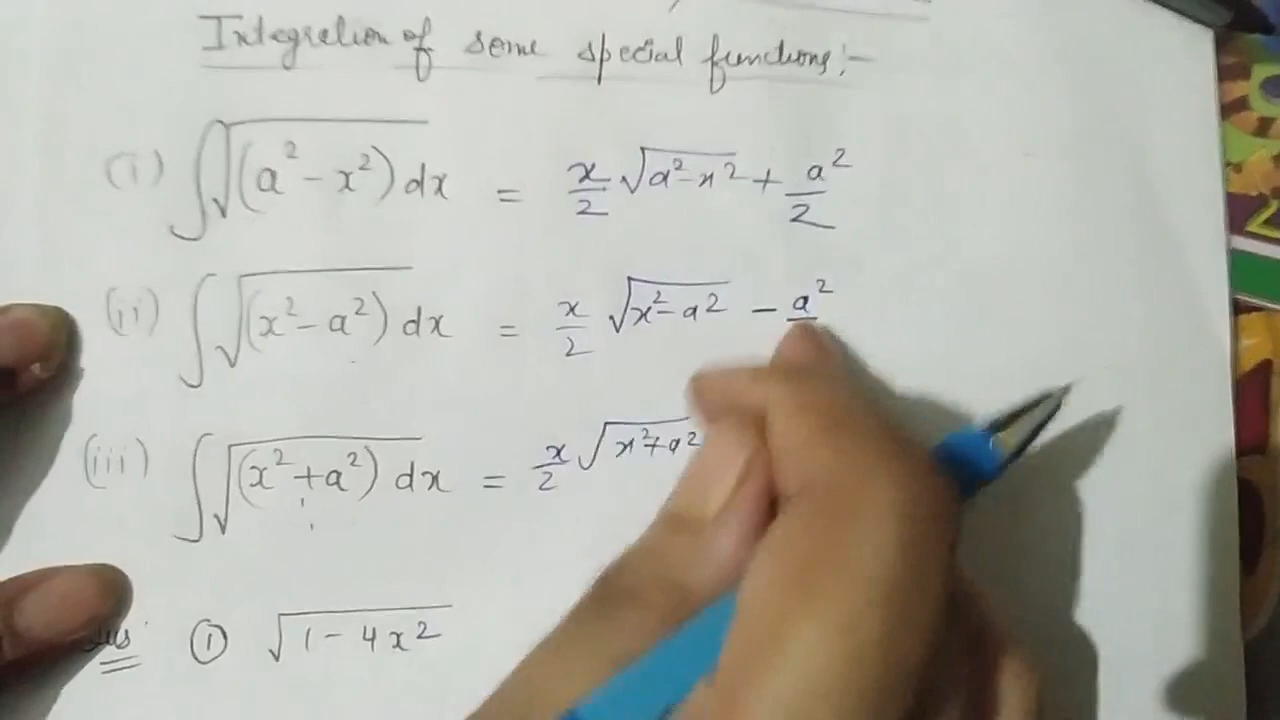 Integration of some special functions:-
(i) ∫√(a² - x²) dx = x/2 √a²-x² + a²/2
(ii) ∫√(x² - a²) dx = x/2 √x²-a² - a²
(iii) ∫√(x² + a²) dx = x/2 √x²+a²
① √1 - 4x²